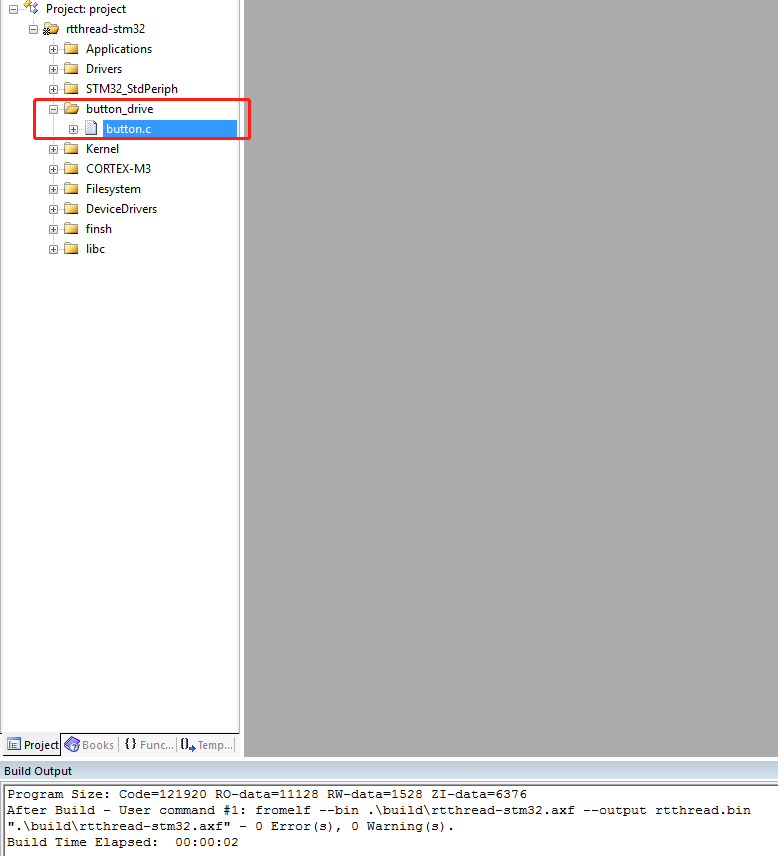 Project: project
rtthread-stm32
Applications
Drivers
STM32_StdPeriph
button_drive
button.c
Kernel
CORTEX-M3
Filesystem
DeviceDrivers
finsh
libc
Project Books {} Func... Temp...
Build Output
Program Size: Code=121920 RO-data=11128 RW-data=1528 ZI-data=6376
After Build - User command #1: fromelf --bin .\build\rtthread-stm32.axf --output rtthread.bin
".\build\rtthread-stm32.axf" - 0 Error(s), 0 Warning(s).
Build Time Elapsed:  00:00:02